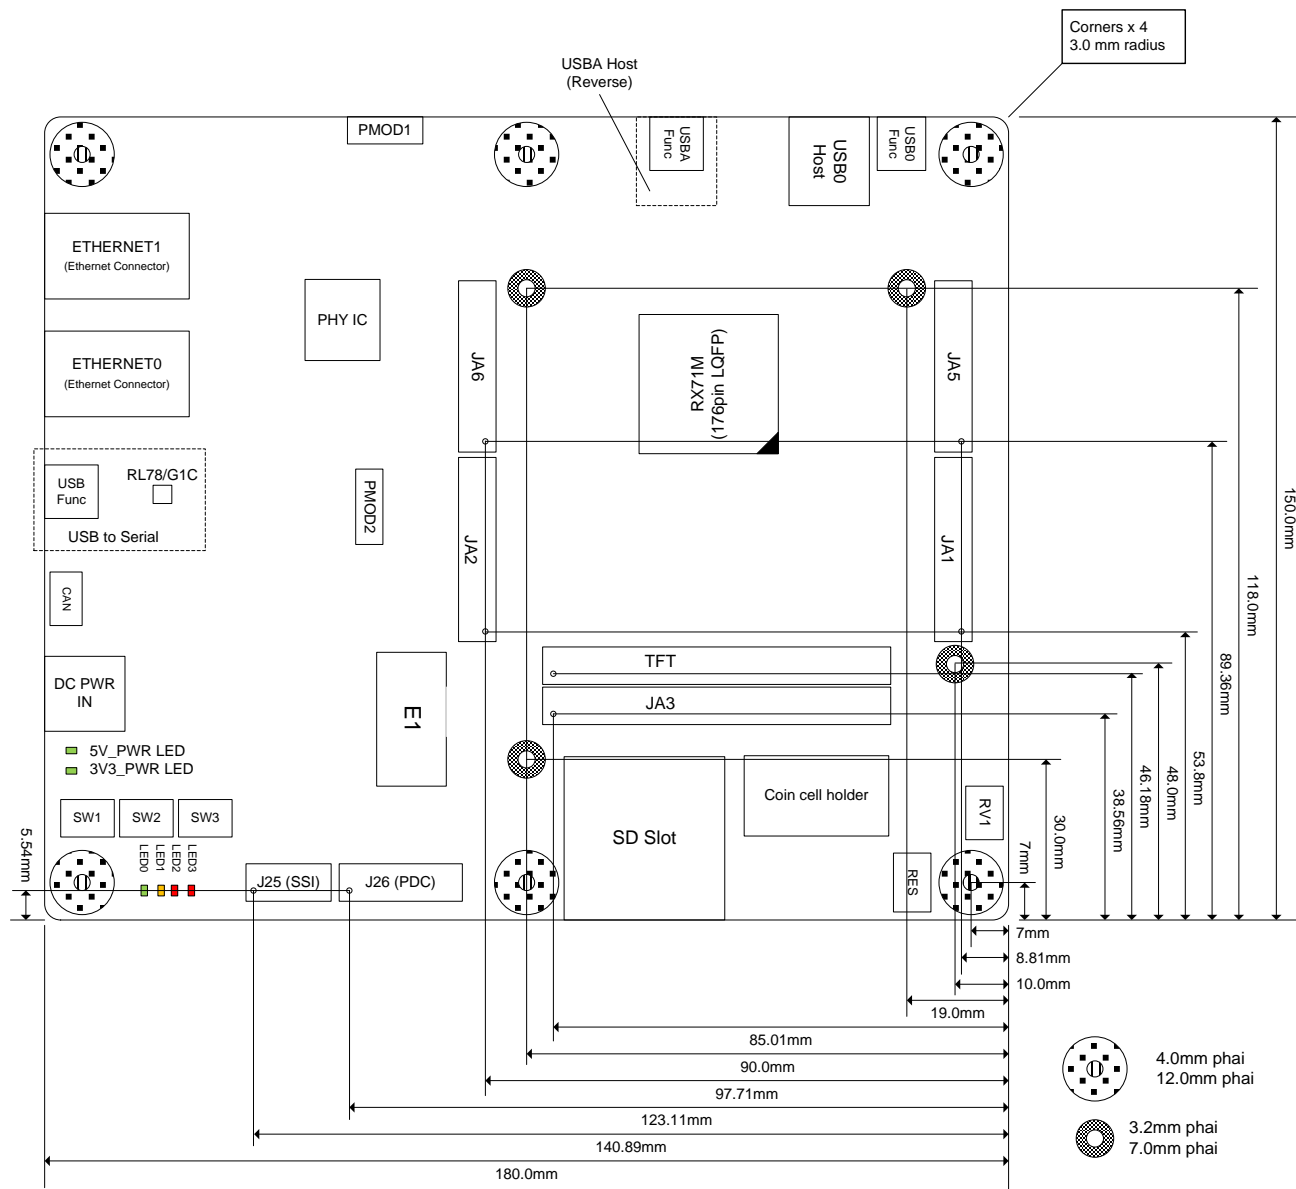 Corners x 4
3.0 mm radius
USBA Host
(Reverse)
PMOD1
USBA
Func
USB0
Host
USB0
Func
ETHERNET1
(Ethernet Connector)
PHY IC
JA6
RX71M
(176pin LQFP)
JA5
ETHERNET0
(Ethernet Connector)
USB
Func
RL78/G1C
USB to Serial
PMOD2
JA2
JA1
CAN
TFT
JA3
DC PWR
IN
E1
5V_PWR LED
3V3_PWR LED
SW1
SW2
SW3
LED0
LED1
LED2
LED3
J25 (SSI)
J26 (PDC)
SD Slot
Coin cell holder
RV1
RES
5.54mm
7mm
30.0mm
38.56mm
46.18mm
48.0mm
53.8mm
89.36mm
118.0mm
150.0mm
7mm
8.81mm
10.0mm
19.0mm
85.01mm
90.0mm
97.71mm
123.11mm
140.89mm
180.0mm
4.0mm phai
12.0mm phai
3.2mm phai
7.0mm phai